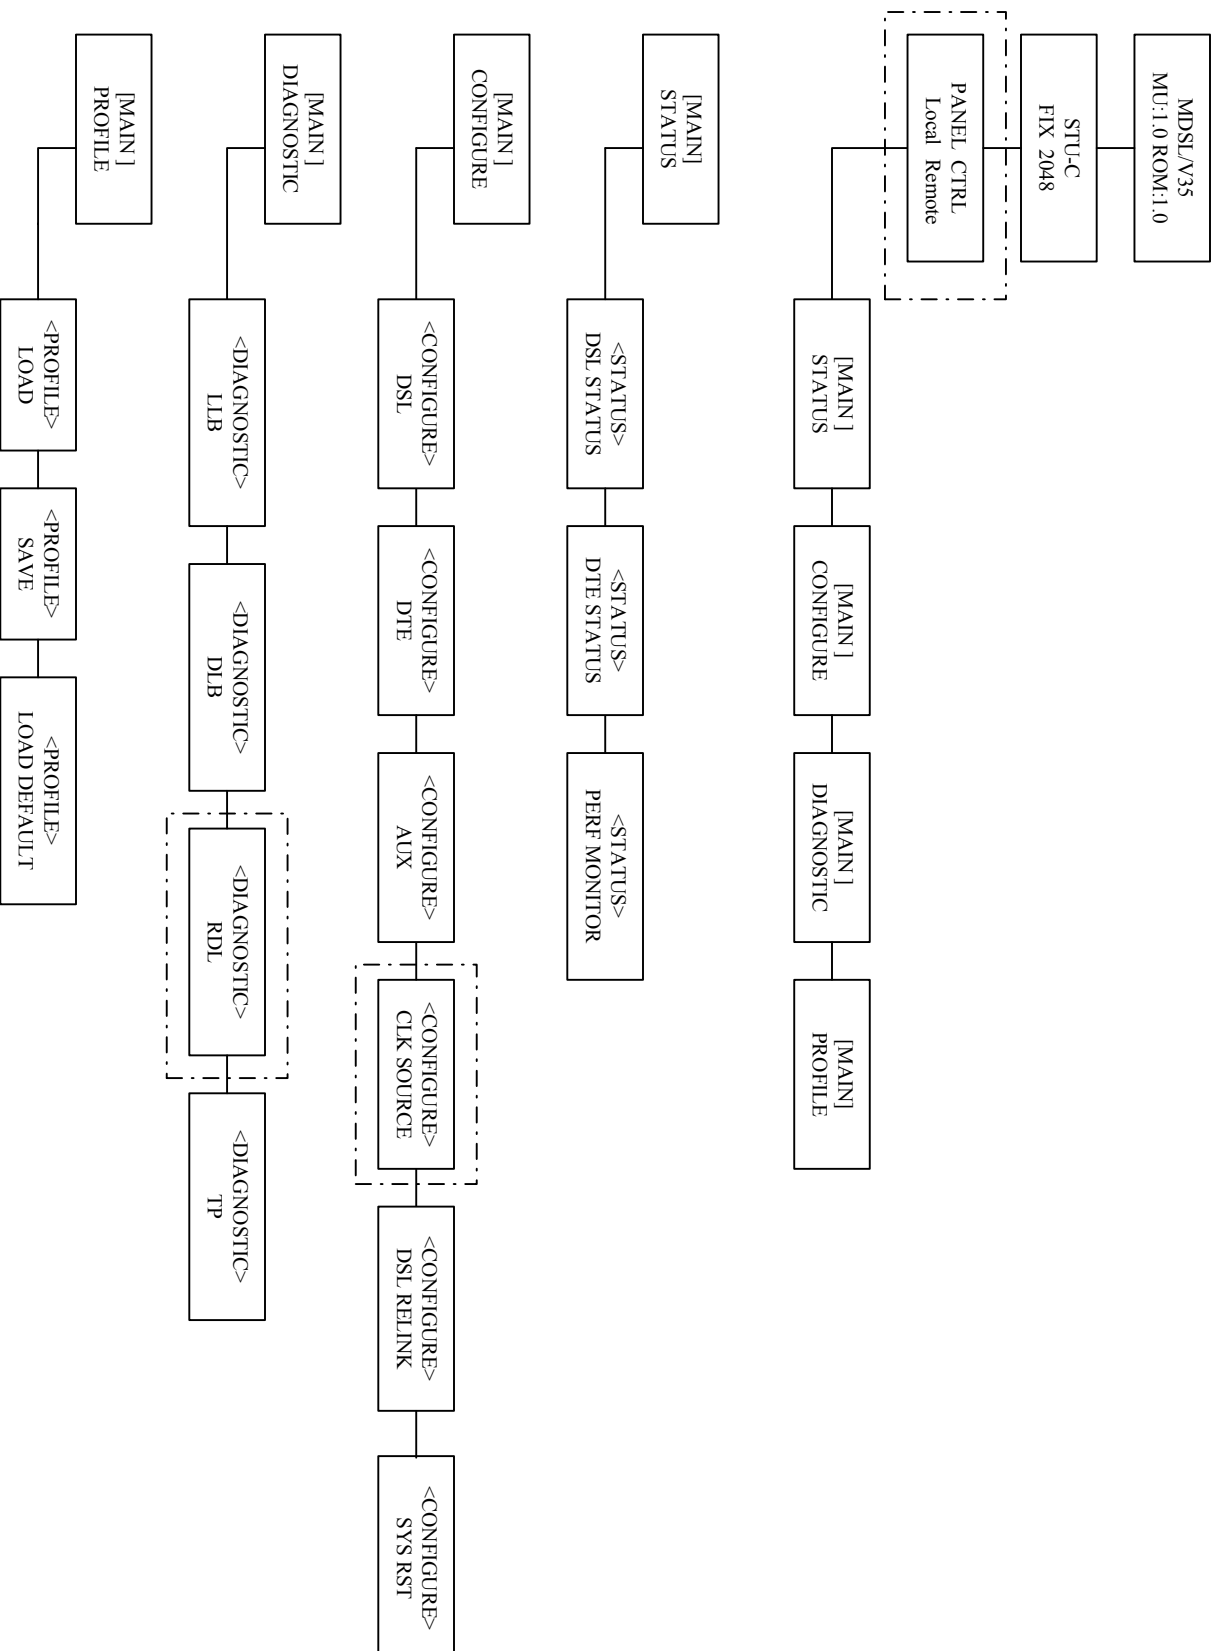 MDSL/V35
MU:1.0 ROM:1.0
STU-C
FIX 2048
PANEL CTRL
Local Remote
[MAIN ]
STATUS
[MAIN ]
CONFIGURE
[MAIN ]
DIAGNOSTIC
[MAIN]
PROFILE
[MAIN]
STATUS
<STATUS>
DSL STATUS
<STATUS>
DTE STATUS
<STATUS>
PERF MONITOR
[MAIN ]
CONFIGURE
<CONFIGURE>
DSL
<CONFIGURE>
DTE
<CONFIGURE>
AUX
<CONFIGURE>
CLK SOURCE
<CONFIGURE>
DSL RELINK
<CONFIGURE>
SYS RST
[MAIN ]
DIAGNOSTIC
<DIAGNOSTIC>
LLB
<DIAGNOSTIC>
DLB
<DIAGNOSTIC>
RDL
<DIAGNOSTIC>
TP
[MAIN ]
PROFILE
<PROFILE>
LOAD
<PROFILE>
SAVE
<PROFILE>
LOAD DEFAULT